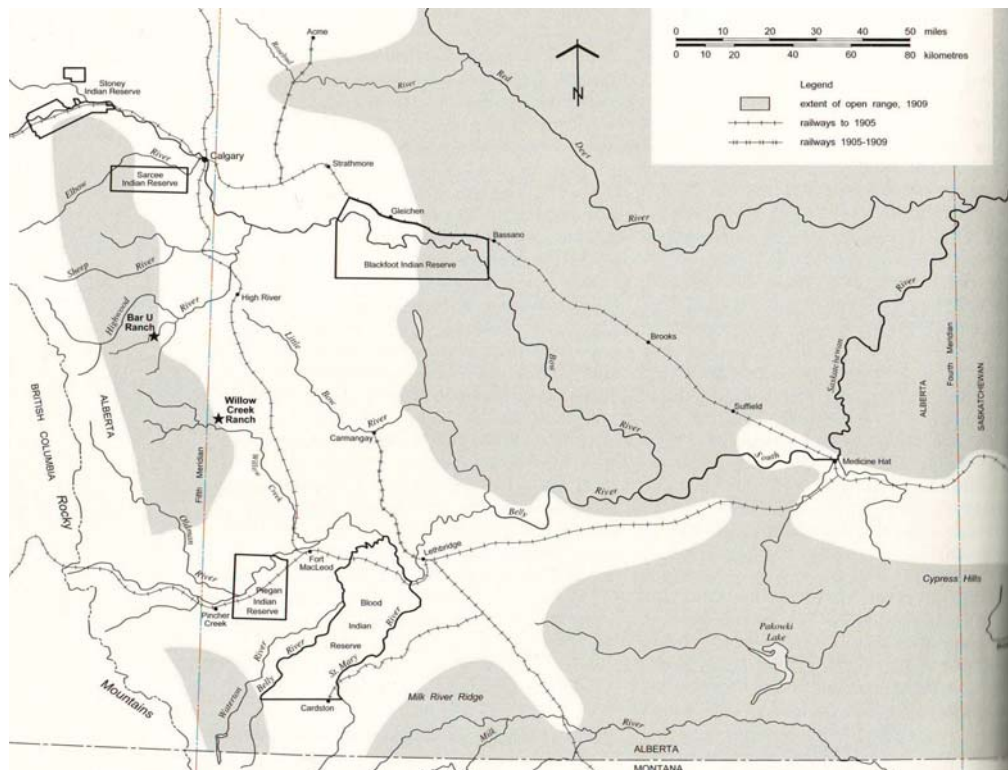 Acme
Rosebud
River
Red
Deer
River
0 10 20 30 40 50 miles
0 10 20 40 60 80 kilometres
N
Legend
extent of open range, 1909
railways to 1905
railways 1905-1909
Stoney
Indian Reserve
Calgary
Strathmore
Elbow
River
Sarcee
Indian Reserve
Gleichen
Bassano
Blackfoot Indian Reserve
Sheep
River
High River
Highwood
River
Bar U
Ranch
Little
Bow
River
Bow
River
Brooks
Saskatchewan
River
ALBERTA
Fourth Meridian
SASKATCHEWAN
BRITISH COLUMBIA
ALBERTA
Willow
Creek
Ranch
Carmangay
Suffield
South
Medicine Hat
Fifth Meridian
Willow
Creek
Rocky
Oldman
River
Belly
River
Fort
MacLeod
Lethbridge
Cypress Hills
Piegan
Indian
Reserve
Pincher
Creek
Blood
Indian
Reserve
River
River
River
Waterton
Belly
St. Mary
Pakowki
Lake
Mountains
Cardston
Milk River Ridge
Milk
River
ALBERTA
MONTANA